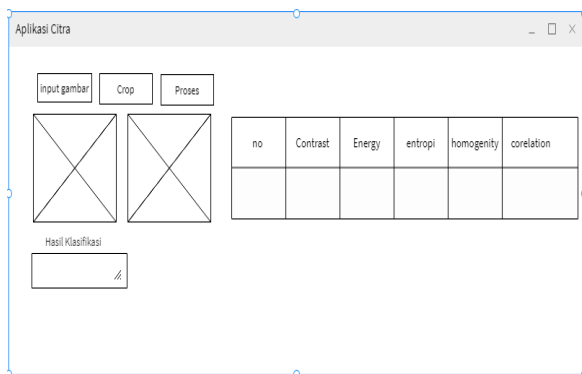 Aplikasi Citra
input gambar Crop Proses
no Contrast Energy entropi homogenity corelation
Hasil Klasifikasi